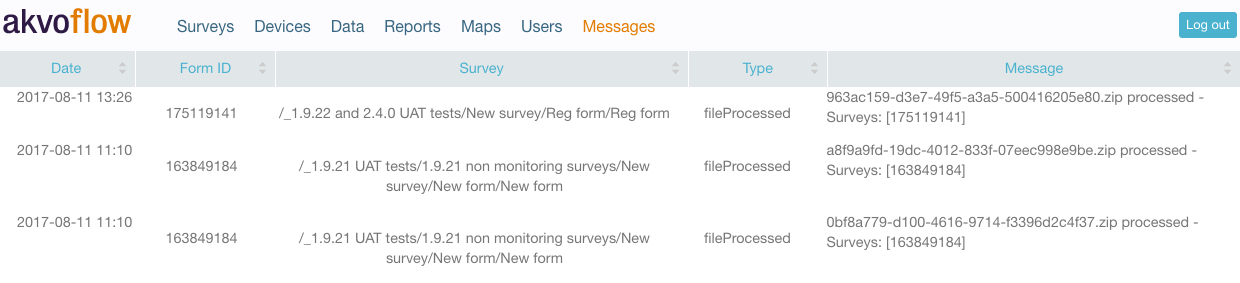 akvoflow Surveys Devices Data Reports Maps Users Messages Log out
Date Form ID Survey Type Message
2017-08-11 13:26 175119141 /_1.9.22 and 2.4.0 UAT tests/New survey/Reg form/Reg form fileProcessed 963ac159-d3e7-49f5-a3a5-500416205e80.zip processed -
Surveys: [175119141]
2017-08-11 11:10 163849184 /_1.9.21 UAT tests/1.9.21 non monitoring surveys/New fileProcessed a8f9a9fd-19dc-4012-833f-07eec998e9be.zip processed -
survey/New form/New form Surveys: [163849184]
2017-08-11 11:10 163849184 /_1.9.21 UAT tests/1.9.21 non monitoring surveys/New fileProcessed 0bf8a779-d100-4616-9714-f3396d2c4f37.zip processed -
survey/New form/New form Surveys: [163849184]